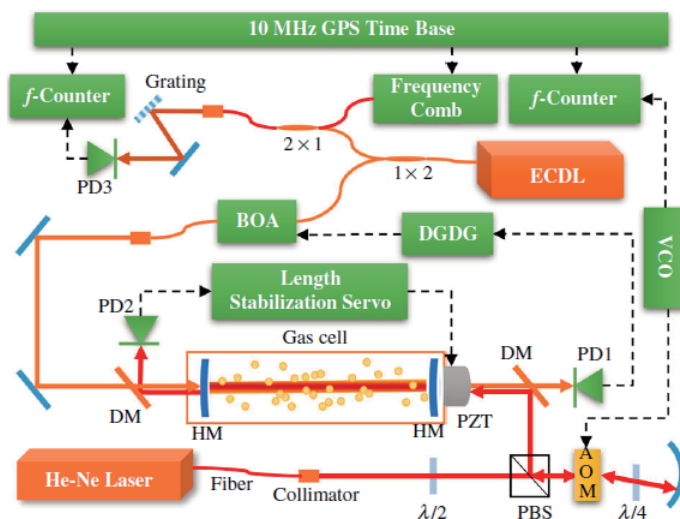 10 MHz GPS Time Base
Grating
f-Counter
Frequency
Comb
f-Counter
2 × 1
PD3
1 × 2
ECDL
BOA
DGDG
VCO
PD2
Length
Stabilization Servo
Gas cell
DM
PD1
DM
HM
HM
PZT
He-Ne Laser
Fiber
Collimator
λ/2
PBS
AOM
λ/4